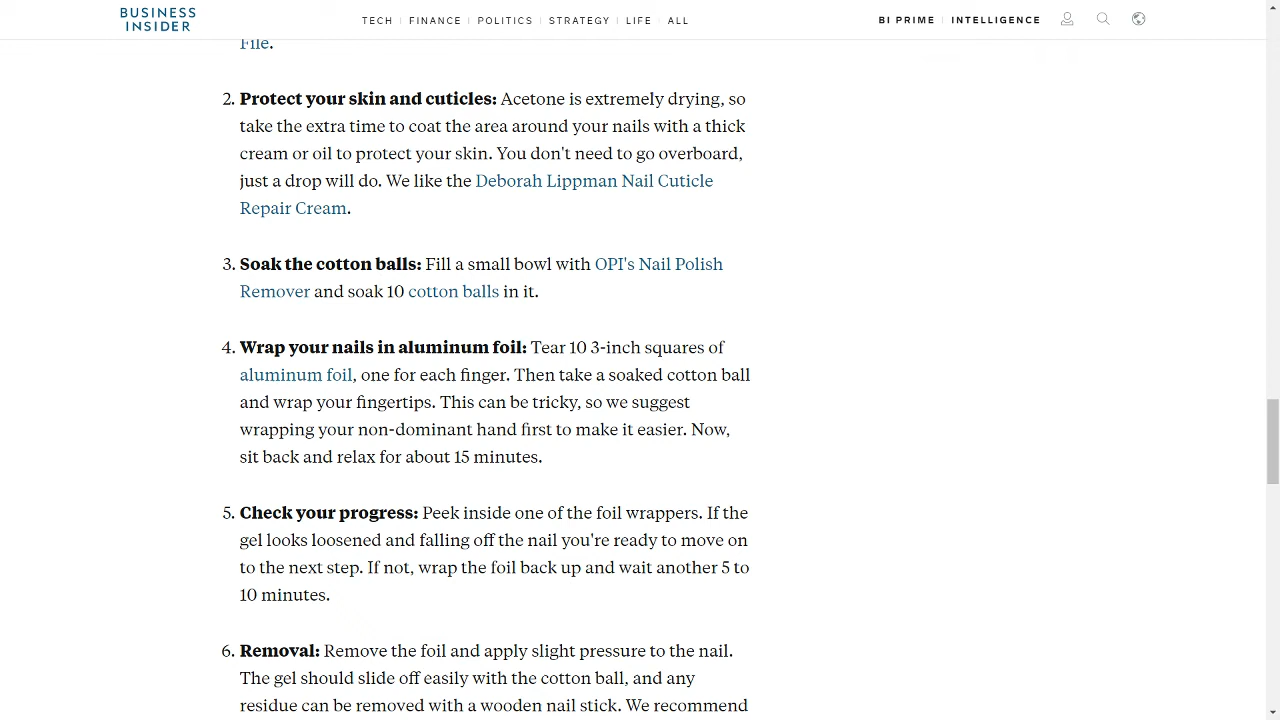 BUSINESS
INSIDER
TECH FINANCE POLITICS STRATEGY LIFE ALL
BI PRIME INTELLIGENCE
File.
2. Protect your skin and cuticles: Acetone is extremely drying, so
take the extra time to coat the area around your nails with a thick
cream or oil to protect your skin. You don't need to go overboard,
just a drop will do. We like the Deborah Lippman Nail Cuticle
Repair Cream.
3. Soak the cotton balls: Fill a small bowl with OPI's Nail Polish
Remover and soak 10 cotton balls in it.
4. Wrap your nails in aluminum foil: Tear 10 3-inch squares of
aluminum foil, one for each finger. Then take a soaked cotton ball
and wrap your fingertips. This can be tricky, so we suggest
wrapping your non-dominant hand first to make it easier. Now,
sit back and relax for about 15 minutes.
5. Check your progress: Peek inside one of the foil wrappers. If the
gel looks loosened and falling off the nail you're ready to move on
to the next step. If not, wrap the foil back up and wait another 5 to
10 minutes.
6. Removal: Remove the foil and apply slight pressure to the nail.
The gel should slide off easily with the cotton ball, and any
residue can be removed with a wooden nail stick. We recommend